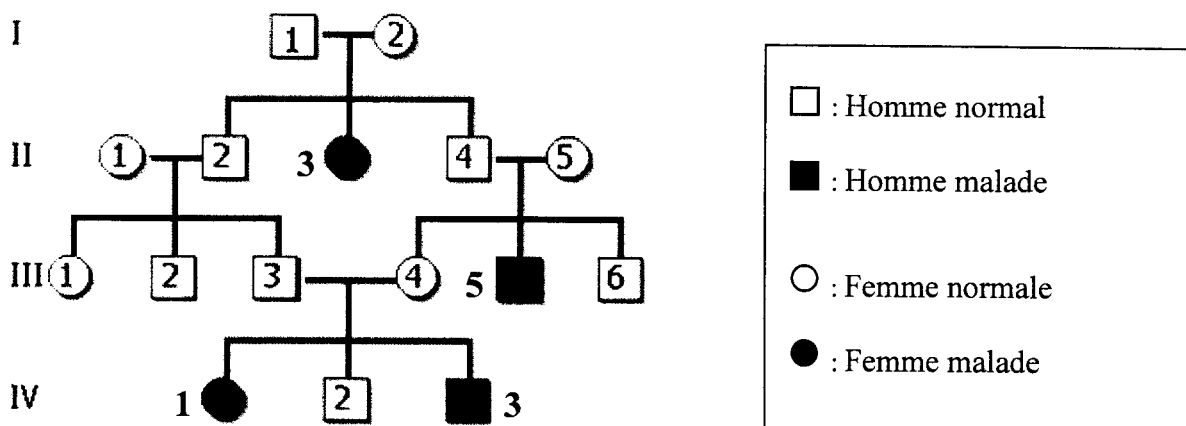 I 1 2
II 1 2 3 4 5
III 1 2 3 4 5 6
IV 1 2 3
: Homme normal
: Homme malade
: Femme normale
: Femme malade